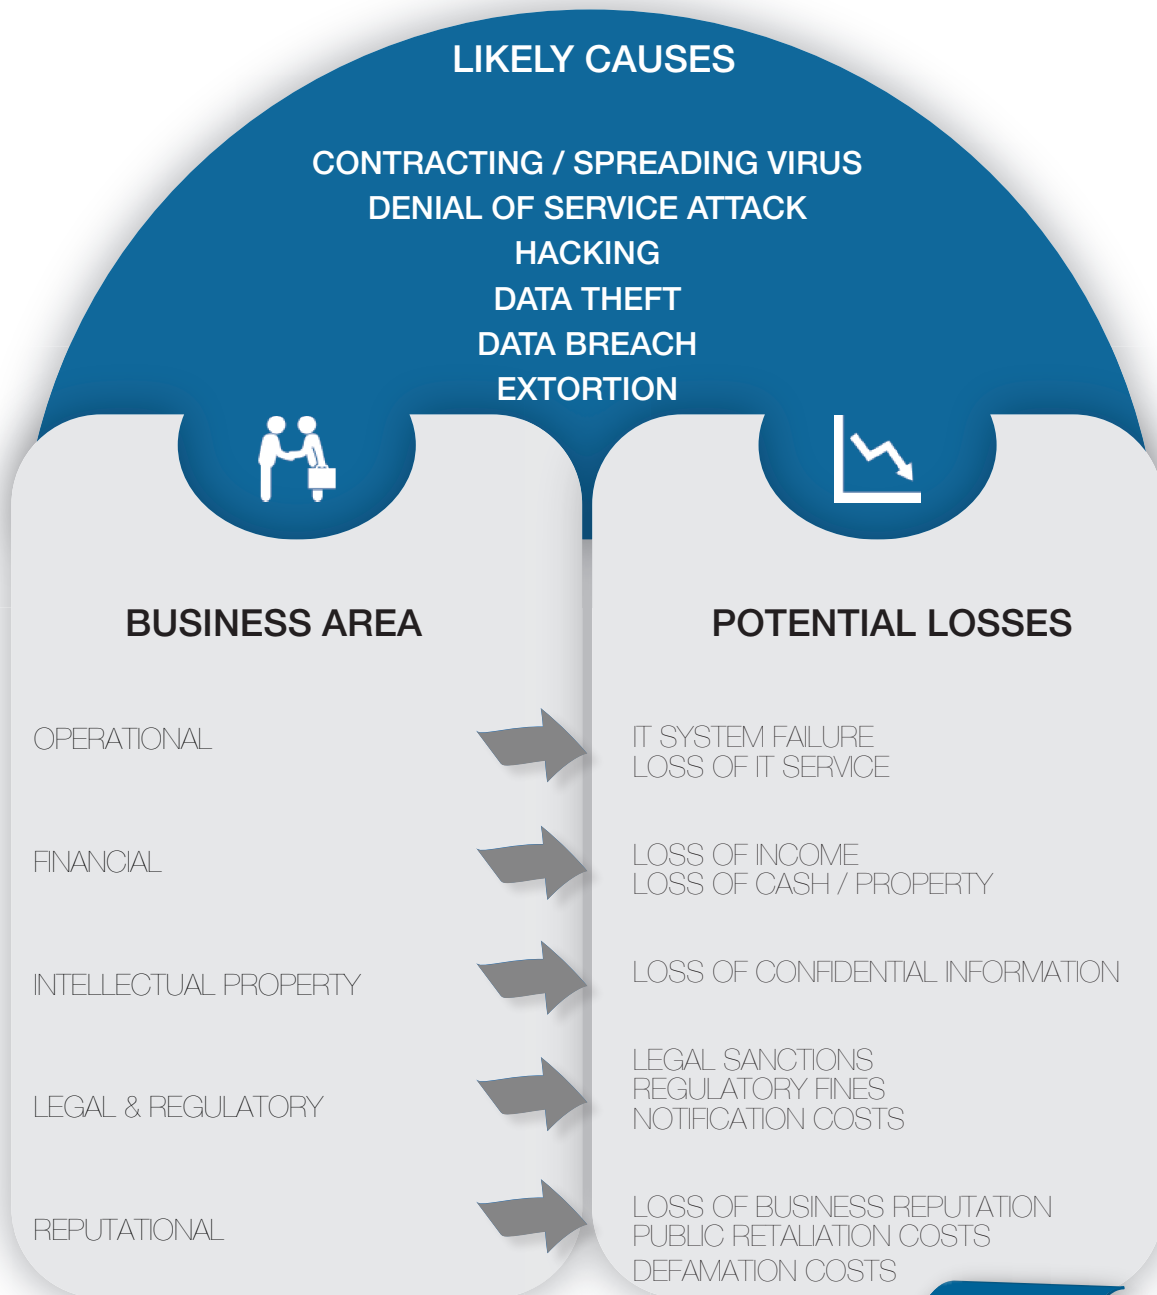 LIKELY CAUSES
CONTRACTING / SPREADING VIRUS
DENIAL OF SERVICE ATTACK
HACKING
DATA THEFT
DATA BREACH
EXTORTION
BUSINESS AREA
OPERATIONAL
FINANCIAL
INTELLECTUAL PROPERTY
LEGAL & REGULATORY
REPUTATIONAL
POTENTIAL LOSSES
IT SYSTEM FAILURE
LOSS OF IT SERVICE
LOSS OF INCOME
LOSS OF CASH / PROPERTY
LOSS OF CONFIDENTIAL INFORMATION
LEGAL SANCTIONS
REGULATORY FINES
NOTIFICATION COSTS
LOSS OF BUSINESS REPUTATION
PUBLIC RETALIATION COSTS
DEFAMATION COSTS